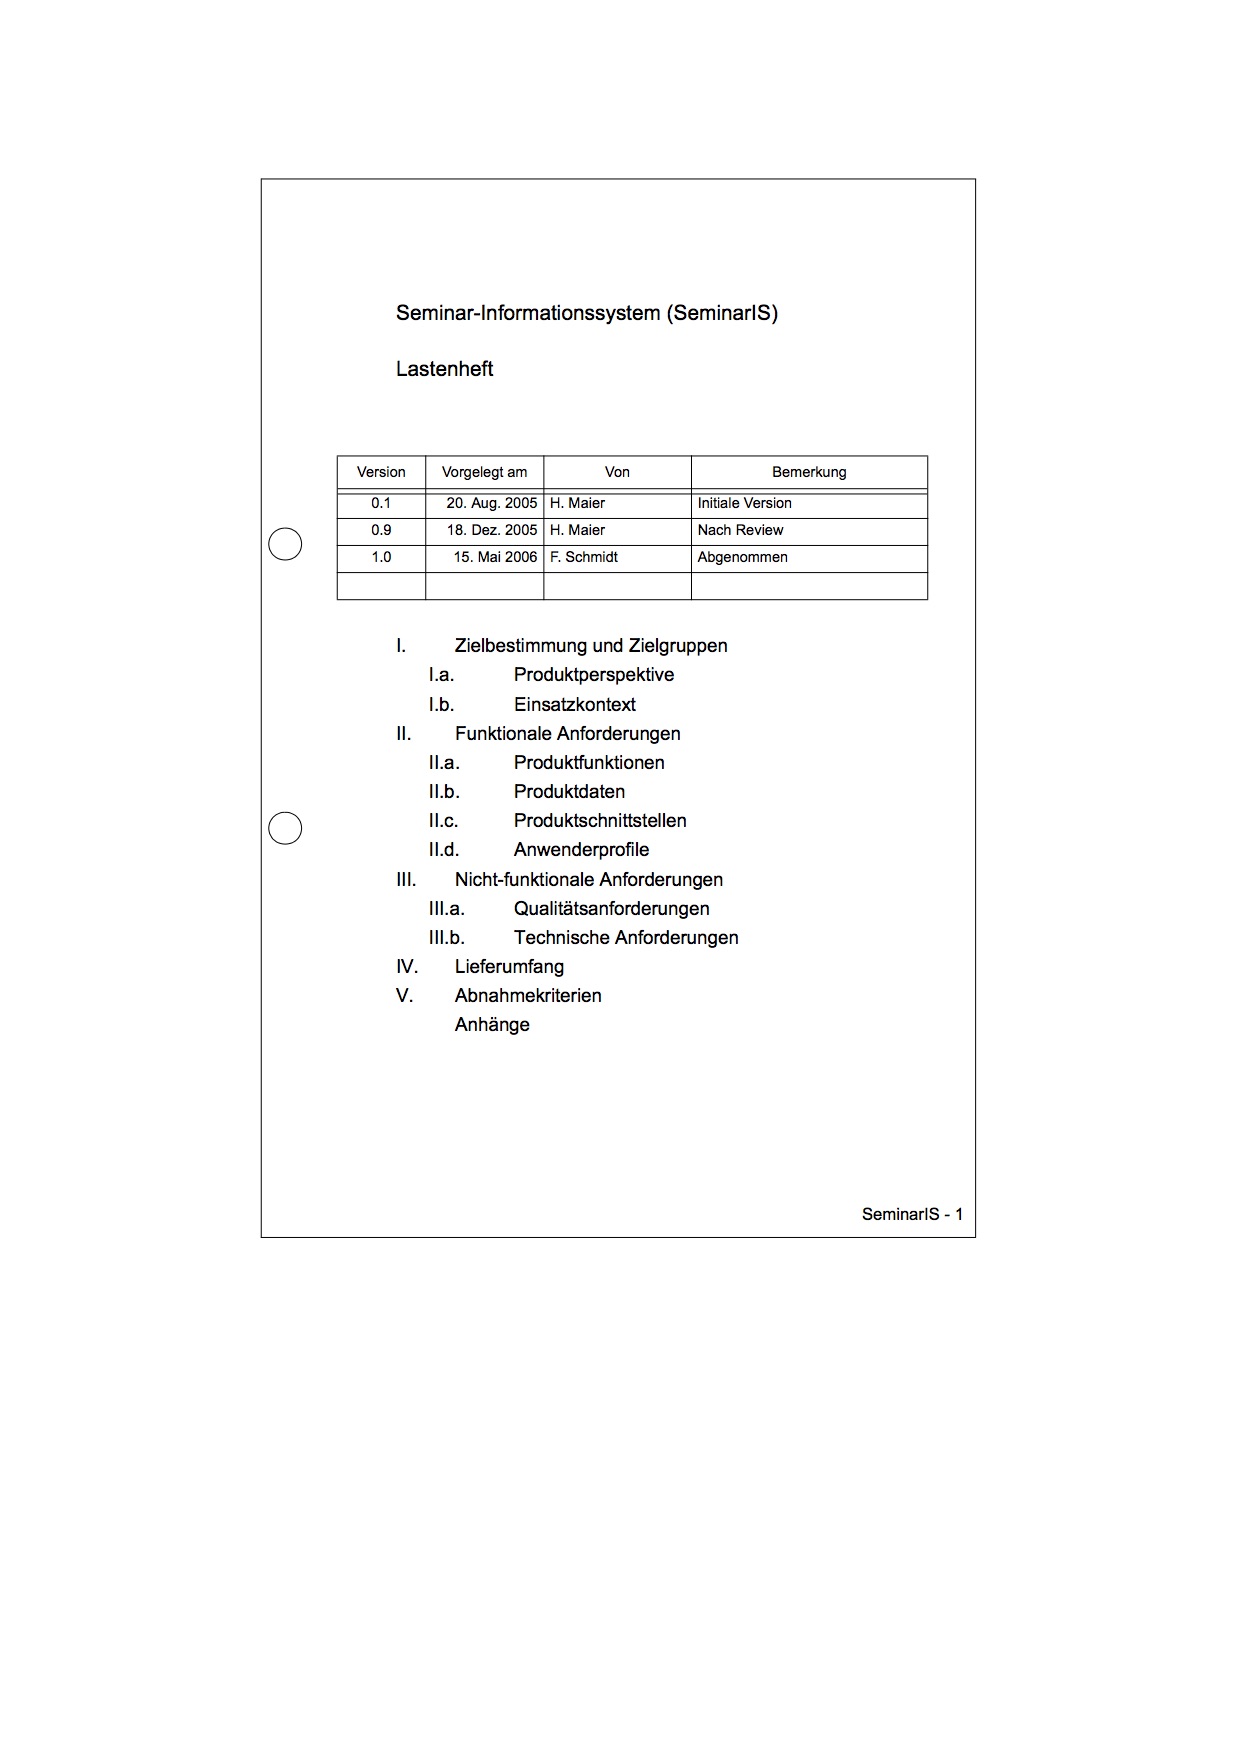 Seminar-Informationssystem (SeminarIS)
Lastenheft
Version Vorgelegt am Von Bemerkung
0.1 20. Aug. 2005 H. Maier Initiale Version
0.9 18. Dez. 2005 H. Maier Nach Review
1.0 15. Mai 2006 F. Schmidt Abgenommen
I. Zielbestimmung und Zielgruppen
I.a. Produktperspektive
I.b. Einsatzkontext
II. Funktionale Anforderungen
II.a. Produktfunktionen
II.b. Produktdaten
II.c. Produktschnittstellen
II.d. Anwenderprofile
III. Nicht-funktionale Anforderungen
III.a. Qualitätsanforderungen
III.b. Technische Anforderungen
IV. Lieferumfang
V. Abnahmekriterien
Anhänge
SeminarIS - 1